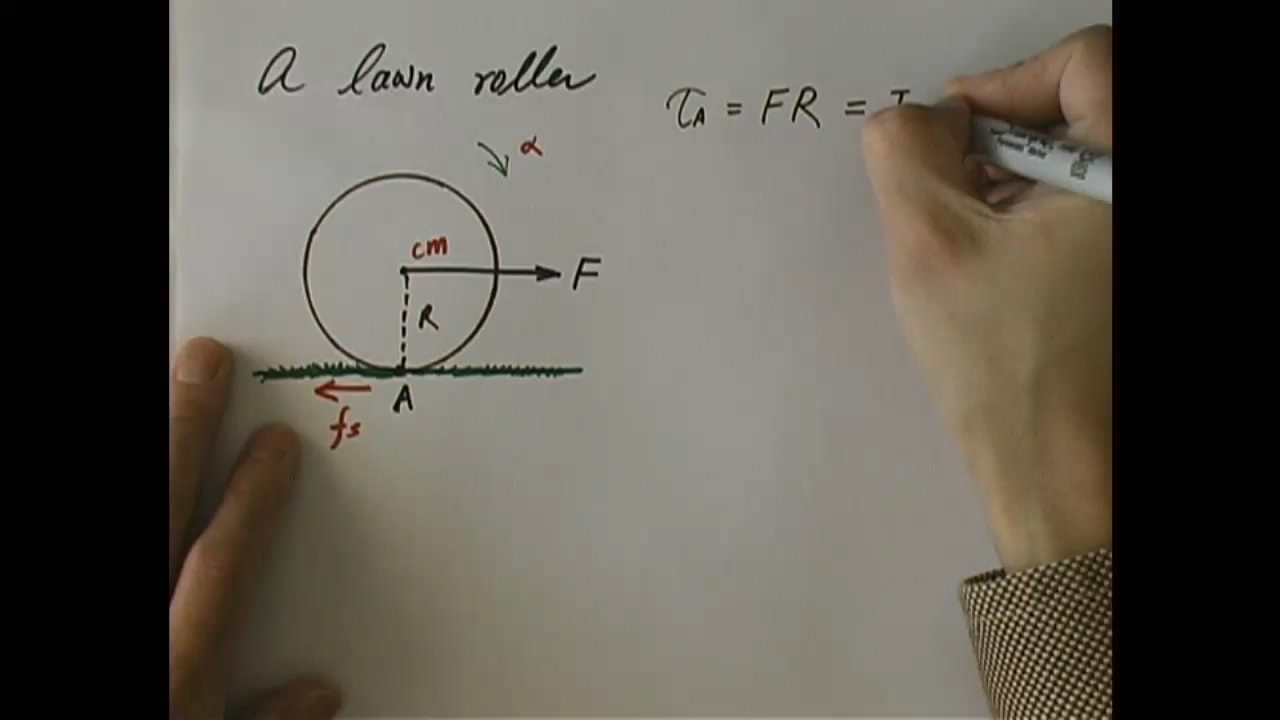 A lawn roller
τA = FR = I
α
cm
F
R
A
fs